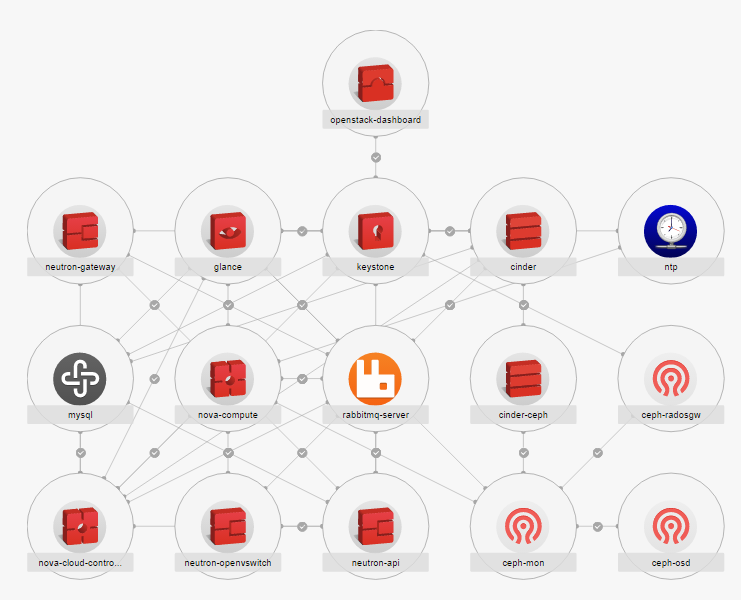 openstack-dashboard
neutron-gateway
glance
keystone
cinder
ntp
mysql
nova-compute
rabbitmq-server
cinder-ceph
ceph-radosgw
nova-cloud-contro...
neutron-openvswitch
neutron-api
ceph-mon
ceph-osd